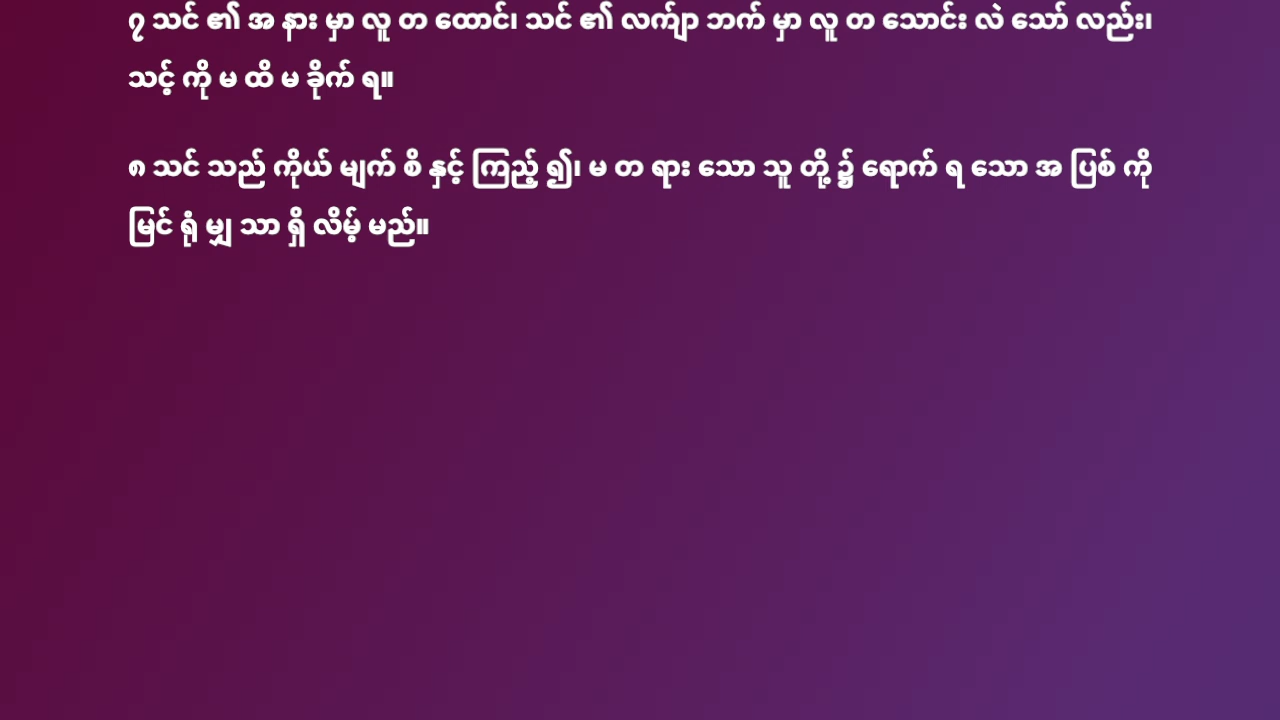 ၇ သင် ၏ အ နား မှာ လူ တ ထောင်၊ သင် ၏ လက်ျာ ဘက် မှာ လူ တ သောင်း လဲ သော် လည်း၊
သင့် ကို မ ထိ မ ခိုက် ရ။
၈ သင် သည် ကိုယ် မျက် စိ နှင့် ကြည့် ၍၊ မ တ ရား သော သူ တို့ ၌ ရောက် ရ သော အ ပြစ် ကို
မြင် ရုံ မျှ သာ ရှိ လိမ့် မည်။